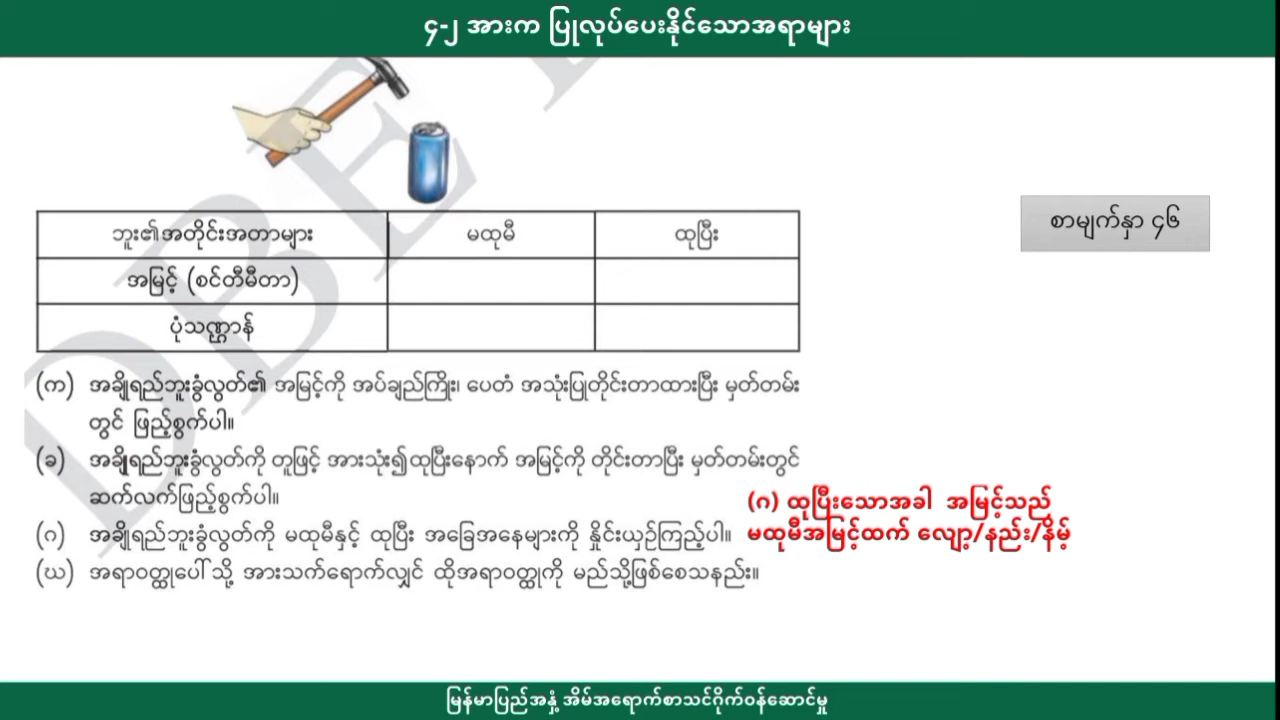 ၄-၂ အားက ပြုလုပ်ပေးနိုင်သောအရာများ
စာမျက်နှာ ၄၆
ဘူး၏အတိုင်းအတာများ မထုမီ ထုပြီး
အမြင့် (စင်တီမီတာ)
ပုံသဏ္ဌာန်
(က) အချိုရည်ဘူးခွံလွတ်၏ အမြင့်ကို အပ်ချည်ကြိုး၊ ပေတံ အသုံးပြုတိုင်းတာထားပြီး မှတ်တမ်း
တွင် ဖြည့်စွက်ပါ။
(ခ) အချိုရည်ဘူးခွံလွတ်ကို တူဖြင့် အားသုံး၍ထုပြီးနောက် အမြင့်ကို တိုင်းတာပြီး မှတ်တမ်းတွင်
ဆက်လက်ဖြည့်စွက်ပါ။
(ဂ) အချိုရည်ဘူးခွံလွတ်ကို မထုမီနှင့် ထုပြီး အခြေအနေများကို နှိုင်းယှဉ်ကြည့်ပါ။
(ဂ) ထုပြီးသောအခါ အမြင့်သည်
မထုမီအမြင့်ထက် လျော့/နည်း/နိမ့်
(ဃ) အရာဝတ္ထုပေါ်သို့ အားသက်ရောက်လျှင် ထိုအရာဝတ္ထုကို မည်သို့ဖြစ်စေသနည်း။
မြန်မာပြည်အနှံ့ အိမ်အရောက်စာသင်ဂိုက်ဝန်ဆောင်မှု
DBE